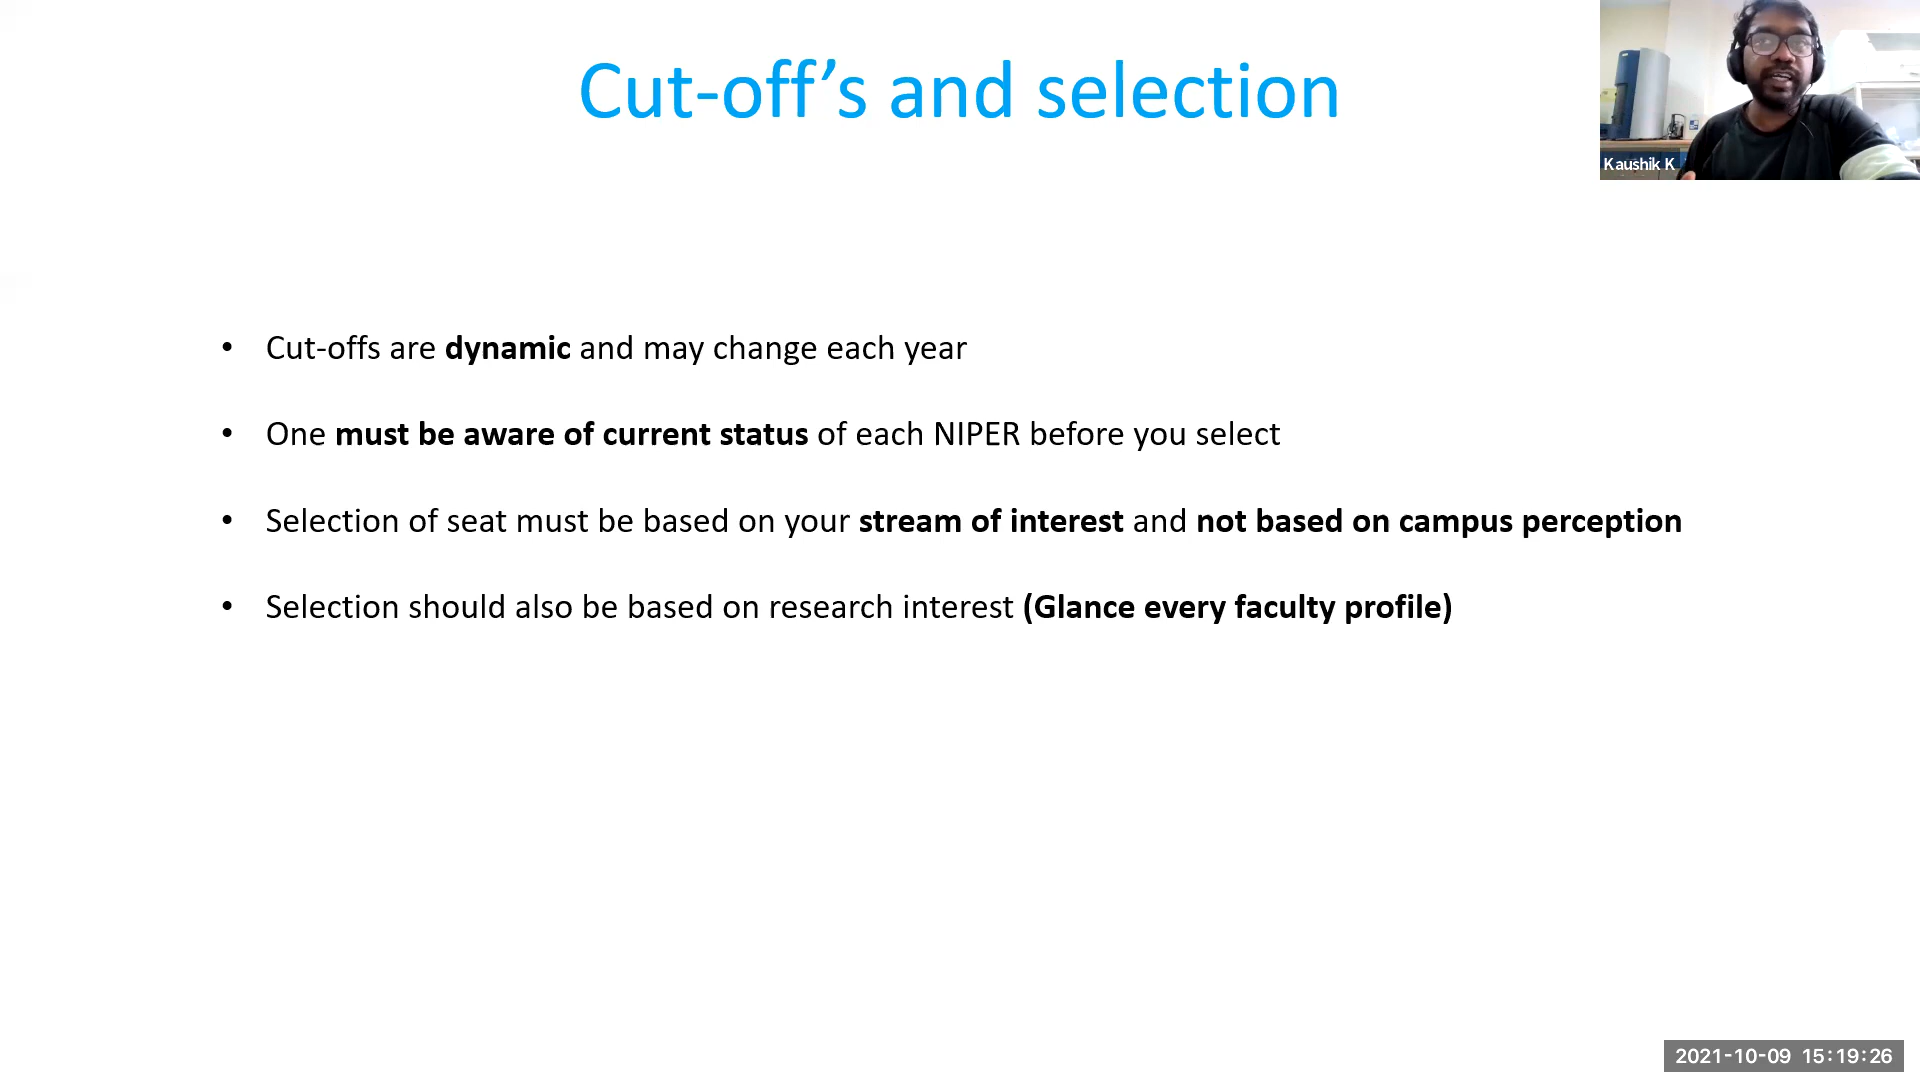 Cut-off’s and selection
Kaushik K
• Cut-offs are dynamic and may change each year
• One must be aware of current status of each NIPER before you select
• Selection of seat must be based on your stream of interest and not based on campus perception
• Selection should also be based on research interest (Glance every faculty profile)
2021-10-09 15:19:26